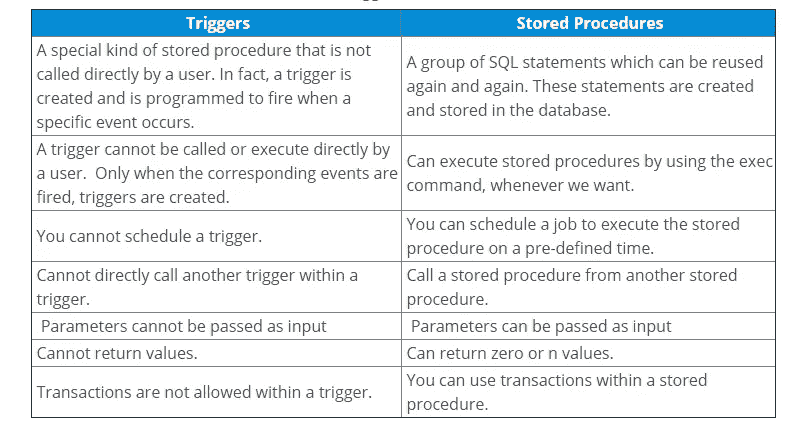 Triggers
Stored Procedures
A special kind of stored procedure that is not
called directly by a user. In fact, a trigger is
created and is programmed to fire when a
specific event occurs.
A group of SQL statements which can be reused
again and again. These statements are created
and stored in the database.
A trigger cannot be called or execute directly by
a user.  Only when the corresponding events are
fired, triggers are created.
Can execute stored procedures by using the exec
command, whenever we want.
You cannot schedule a trigger.
You can schedule a job to execute the stored
procedure on a pre-defined time.
Cannot directly call another trigger within a
trigger.
Call a stored procedure from another stored
procedure.
Parameters cannot be passed as input
Parameters can be passed as input
Cannot return values.
Can return zero or n values.
Transactions are not allowed within a trigger.
You can use transactions within a stored
procedure.